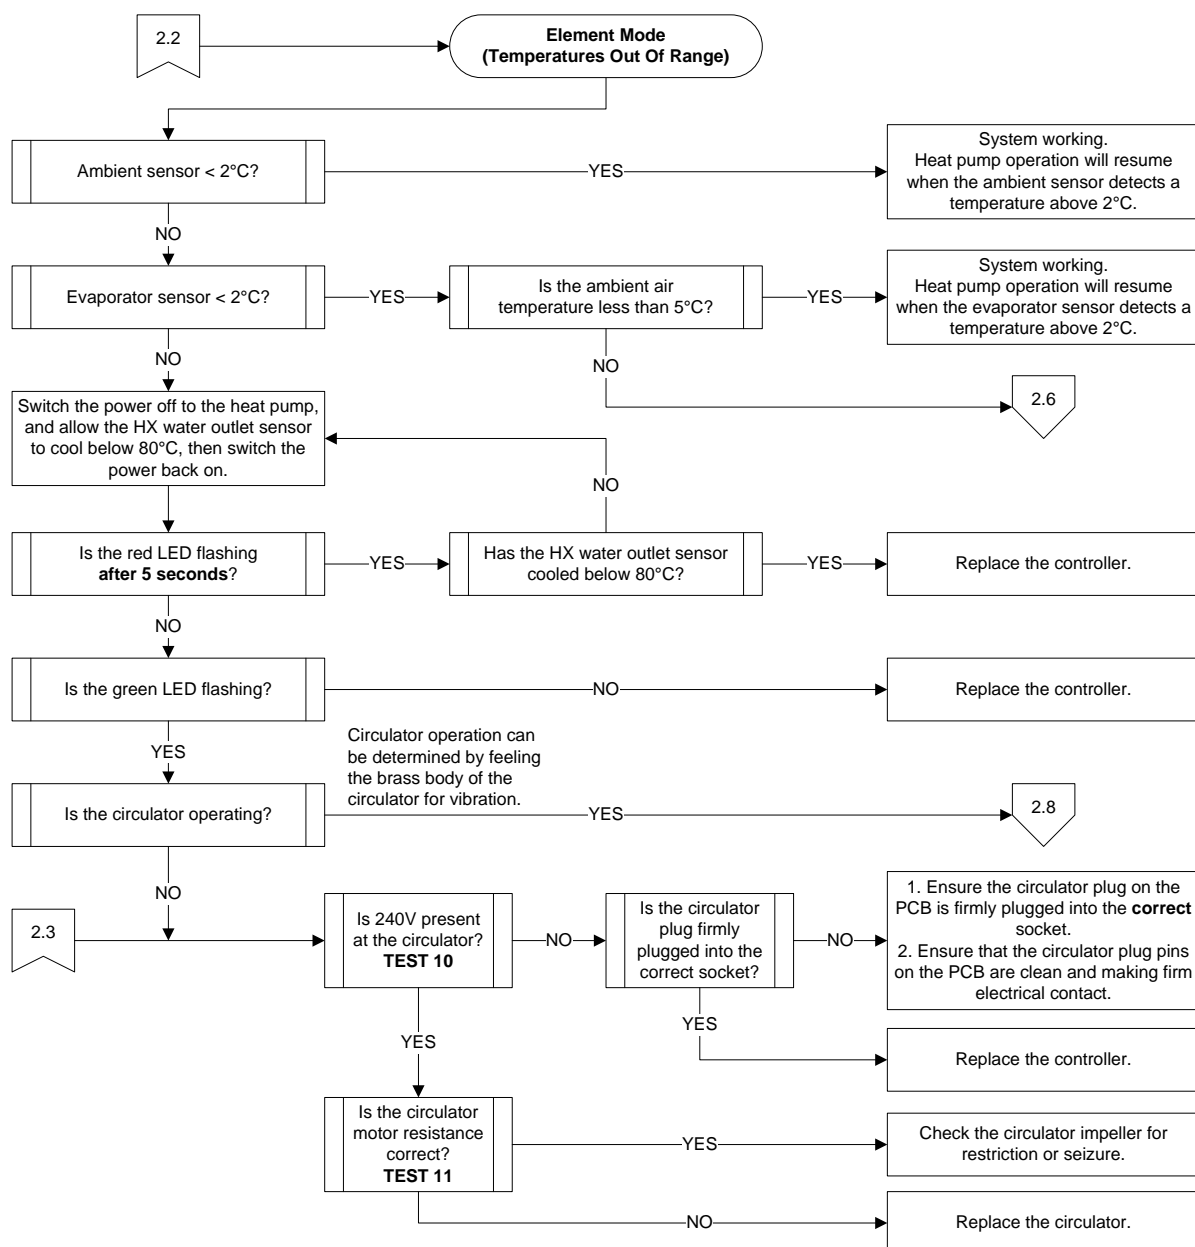 2.2
Element Mode
(Temperatures Out Of Range)
Ambient sensor < 2°C?
YES
System working.
Heat pump operation will resume
when the ambient sensor detects a
temperature above 2°C.
NO
Evaporator sensor < 2°C?
YES
Is the ambient air
temperature less than 5°C?
YES
System working.
Heat pump operation will resume
when the evaporator sensor detects a
temperature above 2°C.
NO
NO
2.6
Switch the power off to the heat pump,
and allow the HX water outlet sensor
to cool below 80°C, then switch the
power back on.
NO
Is the red LED flashing
after 5 seconds?
YES
Has the HX water outlet sensor
cooled below 80°C?
YES
Replace the controller.
NO
Is the green LED flashing?
NO
Replace the controller.
YES
Circulator operation can
be determined by feeling
the brass body of the
circulator for vibration.
Is the circulator operating?
YES
2.8
NO
2.3
Is 240V present
at the circulator?
TEST 10
NO
Is the circulator
plug firmly
plugged into the
correct socket?
NO
1. Ensure the circulator plug on the
PCB is firmly plugged into the correct
socket.
2. Ensure that the circulator plug pins
on the PCB are clean and making firm
electrical contact.
YES
YES
Replace the controller.
Is the circulator
motor resistance
correct?
TEST 11
YES
Check the circulator impeller for
restriction or seizure.
NO
Replace the circulator.